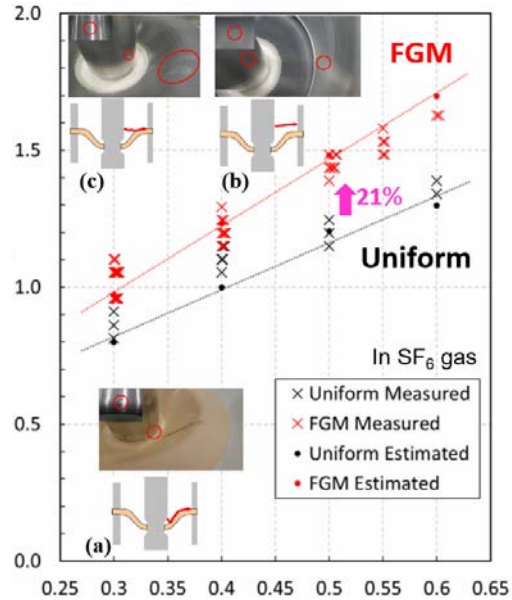 2.0
(c)
(b)
FGM
1.5
21%
Uniform
1.0
In SF6 gas
× Uniform Measured
× FGM Measured
• Uniform Estimated
• FGM Estimated
0.5
(a)
0.0
0.25 0.3 0.35 0.4 0.45 0.5 0.55 0.6 0.65